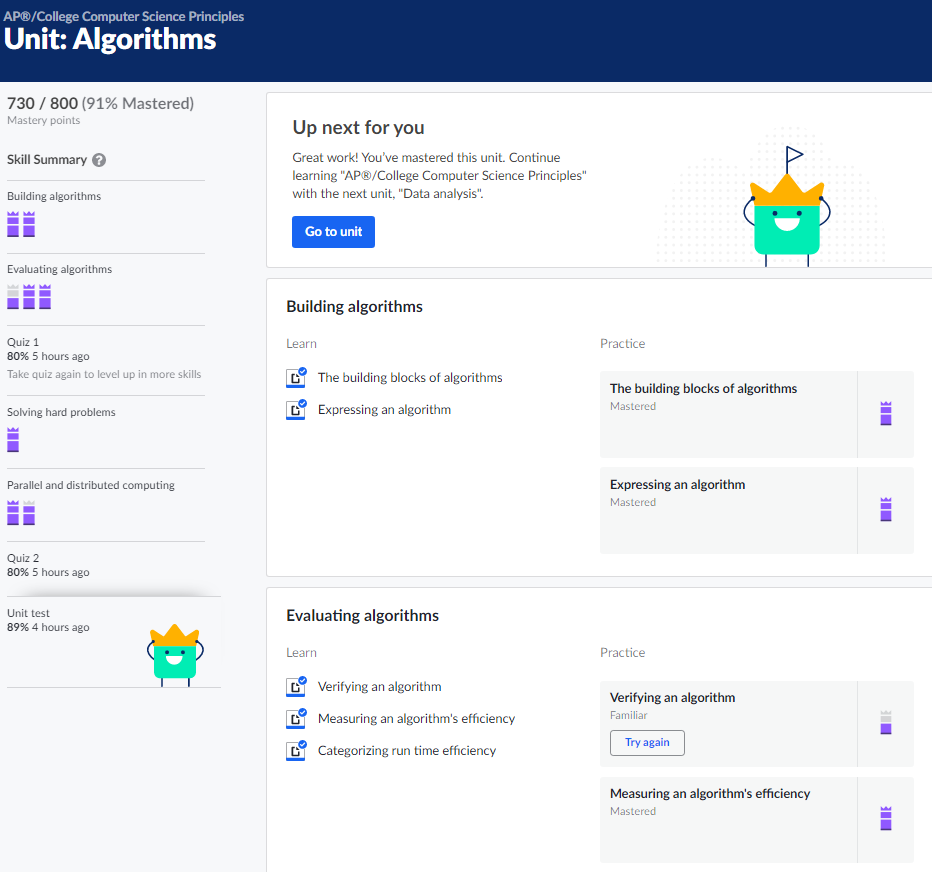 AP®/College Computer Science Principles
Unit: Algorithms
730 / 800 (91% Mastered)
Mastery points
Skill Summary ?
Building algorithms
Evaluating algorithms
Quiz 1
80% 5 hours ago
Take quiz again to level up in more skills
Solving hard problems
Parallel and distributed computing
Quiz 2
80% 5 hours ago
Unit test
89% 4 hours ago
Up next for you
Great work! You’ve mastered this unit. Continue
learning "AP®/College Computer Science Principles"
with the next unit, "Data analysis".
Go to unit
Building algorithms
Learn
The building blocks of algorithms
Expressing an algorithm
Practice
The building blocks of algorithms
Mastered
Expressing an algorithm
Mastered
Evaluating algorithms
Learn
Verifying an algorithm
Measuring an algorithm's efficiency
Categorizing run time efficiency
Practice
Verifying an algorithm
Familiar
Try again
Measuring an algorithm's efficiency
Mastered